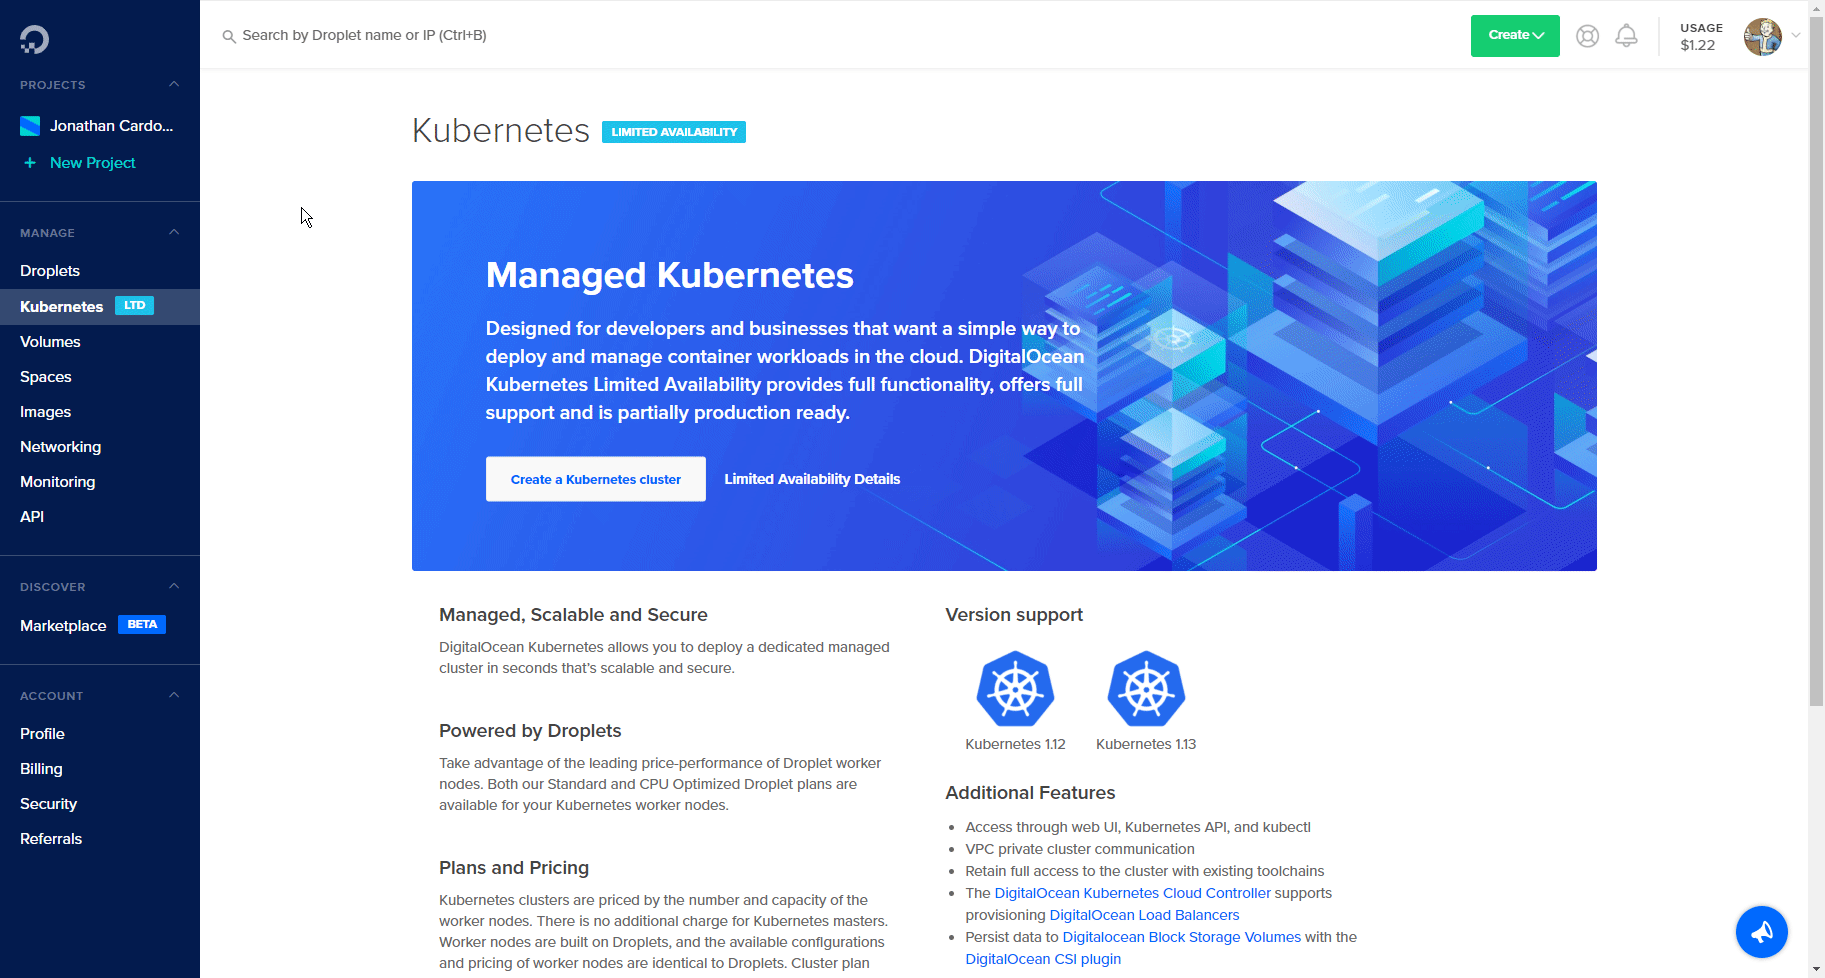 Search by Droplet name or IP (Ctrl+B)
Create
USAGE
$1.22
PROJECTS
Jonathan Cardo...
+ New Project
MANAGE
Droplets
Kubernetes LTD
Volumes
Spaces
Images
Networking
Monitoring
API
DISCOVER
Marketplace BETA
ACCOUNT
Profile
Billing
Security
Referrals
Kubernetes LIMITED AVAILABILITY
Managed Kubernetes
Designed for developers and businesses that want a simple way to
deploy and manage container workloads in the cloud. DigitalOcean
Kubernetes Limited Availability provides full functionality, offers full
support and is partially production ready.
Create a Kubernetes cluster
Limited Availability Details
Managed, Scalable and Secure
DigitalOcean Kubernetes allows you to deploy a dedicated managed
cluster in seconds that's scalable and secure.
Powered by Droplets
Take advantage of the leading price-performance of Droplet worker
nodes. Both our Standard and CPU Optimized Droplet plans are
available for your Kubernetes worker nodes.
Plans and Pricing
Kubernetes clusters are priced by the number and capacity of the
worker nodes. There is no additional charge for Kubernetes masters.
Worker nodes are built on Droplets, and the available configurations
and pricing of worker nodes are identical to Droplets. Cluster plan
Version support
Kubernetes 1.12
Kubernetes 1.13
Additional Features
• Access through web UI, Kubernetes API, and kubectl
• VPC private cluster communication
• Retain full access to the cluster with existing toolchains
• The DigitalOcean Kubernetes Cloud Controller supports
provisioning DigitalOcean Load Balancers
• Persist data to Digitalocean Block Storage Volumes with the
DigitalOcean CSI plugin